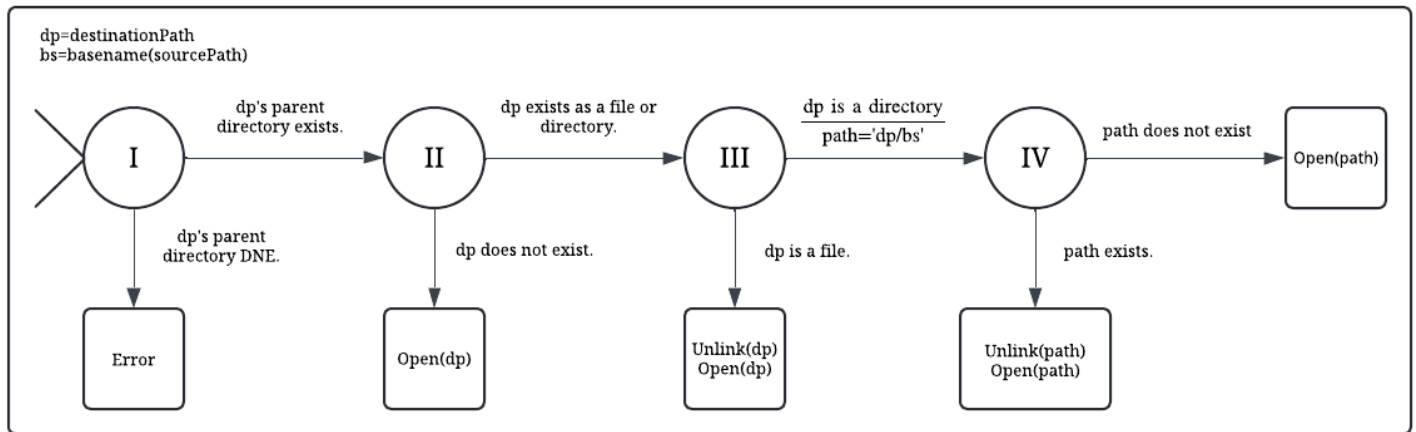 dp=destinationPath
bs=basename(sourcePath)
dp's parent
directory exists.
dp exists as a file or
directory.
dp is a directory
path='dp/bs'
path does not exist
I
II
III
IV
Open(path)
dp's parent
directory DNE.
dp does not exist.
dp is a file.
path exists.
Error
Open(dp)
Unlink(dp)
Open(dp)
Unlink(path)
Open(path)